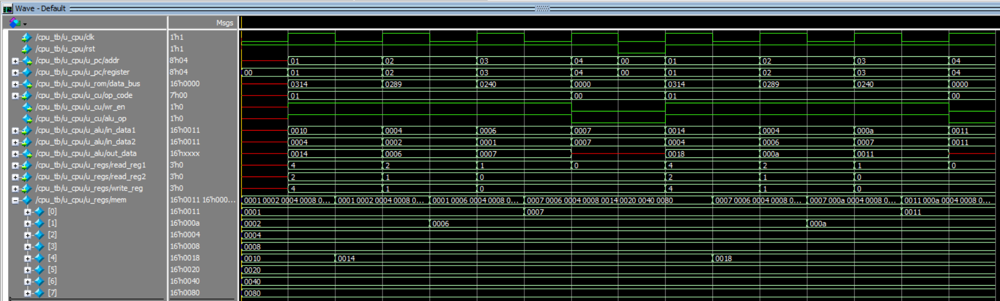 Wave - Default
Msgs
/cpu_tb/u_cpu/clk 1'h1
/cpu_tb/u_cpu/rst 1'h1
/cpu_tb/u_cpu/u_pc/addr 8'h04 01 02 03 04 00 01 02 03 04
/cpu_tb/u_cpu/u_pc/register 8'h04 00 01 02 03 04 00 01 02 03 04
/cpu_tb/u_cpu/u_rom/data_bus 16'h0000 0314 0289 0240 0000 0314 0289 0240 0000
/cpu_tb/u_cpu/u_cu/op_code 7'h00 01 00 01 00
/cpu_tb/u_cpu/u_cu/wr_en 1'h0
/cpu_tb/u_cpu/u_cu/alu_op 1'h0
/cpu_tb/u_cpu/u_alu/in_data1 16'h0011 0010 0004 0006 0007 0014 0004 000a 0011
/cpu_tb/u_cpu/u_alu/in_data2 16'h0011 0004 0002 0001 0007 0004 0006 0007 0011
/cpu_tb/u_cpu/u_alu/out_data 16'hxxxx 0014 0006 0007 0018 000a 0011
/cpu_tb/u_cpu/u_regs/read_reg1 3'h0 4 2 1 0 4 2 1 0
/cpu_tb/u_cpu/u_regs/read_reg2 3'h0 2 1 0 2 1 0
/cpu_tb/u_cpu/u_regs/write_reg 3'h0 4 1 0 4 1 0
/cpu_tb/u_cpu/u_regs/mem 16'h0011 16'h000... 0001 0002 0004 0008 0... 0001 0002 0004 0008 0... 0001 0006 0004 0008 0... 0007 0006 0004 0008 0014 0020 0040 0080 0007 0006 0004 0008 0... 0007 000a 0004 0008 0... 0011 000a 0004 0008 0...
[0] 16'h0011 0001 0007 0011
[1] 16'h000a 0002 0006 000a
[2] 16'h0004 0004
[3] 16'h0008 0008
[4] 16'h0018 0010 0014 0018
[5] 16'h0020 0020
[6] 16'h0040 0040
[7] 16'h0080 0080